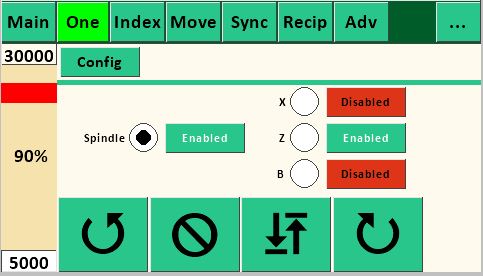 Main One Index Move Sync Recip Adv ...
30000
Config
X Disabled
Spindle Enabled
Z Enabled
90%
B Disabled
5000